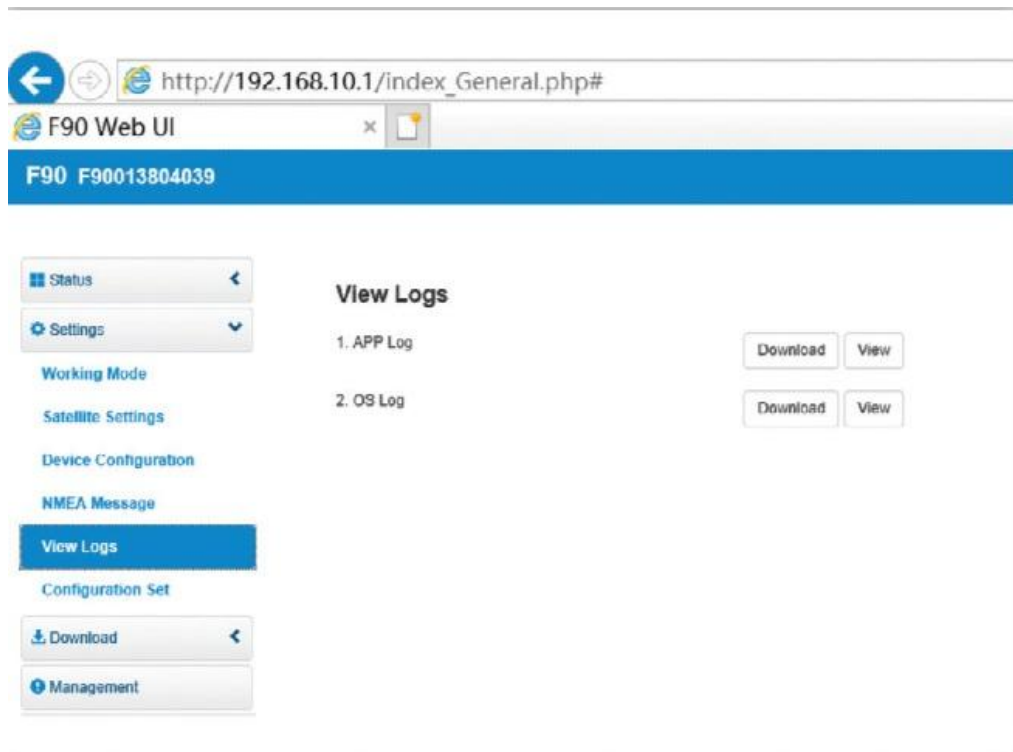 http://192.168.10.1/index_General.php#
F90 Web UI
F90 F90013804039
Status
Settings
Working Mode
Satellite Settings
Device Configuration
NMEA Message
View Logs
Configuration Set
Download
Management
View Logs
1. APP Log
Download View
2. OS Log
Download View